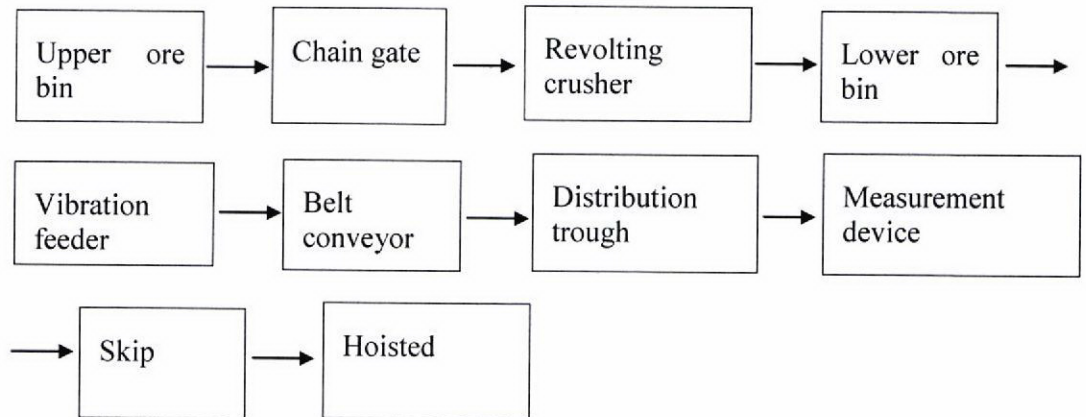 Upper ore
bin
Chain gate
Revolting
crusher
Lower ore
bin
Vibration
feeder
Belt
conveyor
Distribution
trough
Measurement
device
Skip
Hoisted